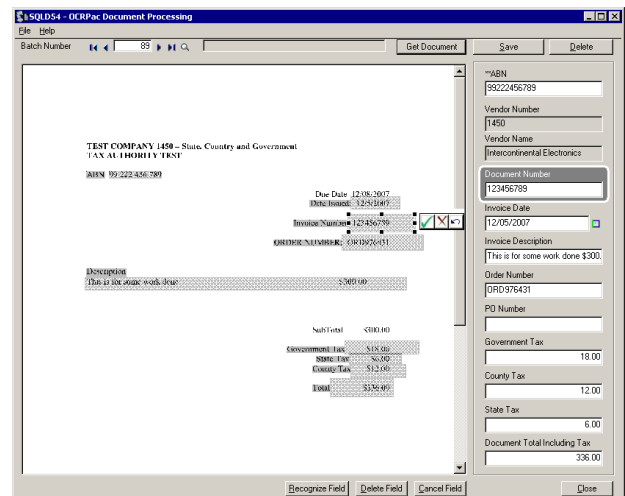 SQLD54 - OCRPac Document Processing
File Help
Batch Number 89 Get Document Save Delete
TEST COMPANY 1450 – State, Country and Government
TAX AUTHORITY TEST
ABN 99 222 456 789
Due Date 12/08/2007
Date Issued: 12/5/2007
Invoice Number 123456789
ORDER NUMBER: ORD976431
Description
This is for some work done $300.00
SubTotal $300.00
Government Tax $18.00
State Tax $6.00
County Tax $12.00
Total $336.00
**ABN
99222456789
Vendor Number
1450
Vendor Name
Intercontinental Electronics
Document Number
123456789
Invoice Date
12/05/2007
Invoice Description
This is for some work done $300.
Order Number
ORD976431
PO Number
Government Tax
18.00
County Tax
12.00
State Tax
6.00
Document Total Including Tax
336.00
Recognize Field Delete Field Cancel Field Close